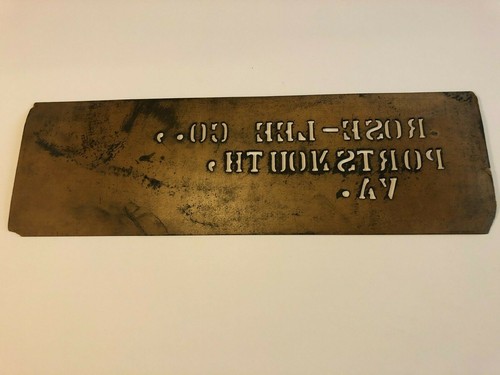 ROSE-LEE CO.,
PORTSMOUTH,
VA.